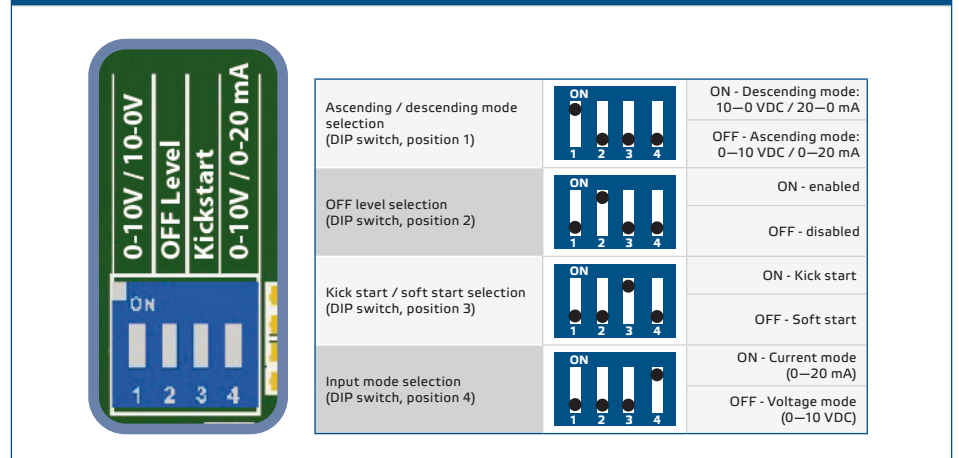 0-10V / 10-0V
OFF Level
Kickstart
0-10V / 0-20 mA
ON
1 2 3 4
Ascending / descending mode
selection
(DIP switch, position 1)
ON
1 2 3 4
ON - Descending mode:
10—0 VDC / 20—0 mA
OFF - Ascending mode:
0—10 VDC / 0—20 mA
OFF level selection
(DIP switch, position 2)
ON
1 2 3 4
ON - enabled
OFF - disabled
Kick start / soft start selection
(DIP switch, position 3)
ON
1 2 3 4
ON - Kick start
OFF - Soft start
Input mode selection
(DIP switch, position 4)
ON
1 2 3 4
ON - Current mode
(0—20 mA)
OFF - Voltage mode
(0—10 VDC)